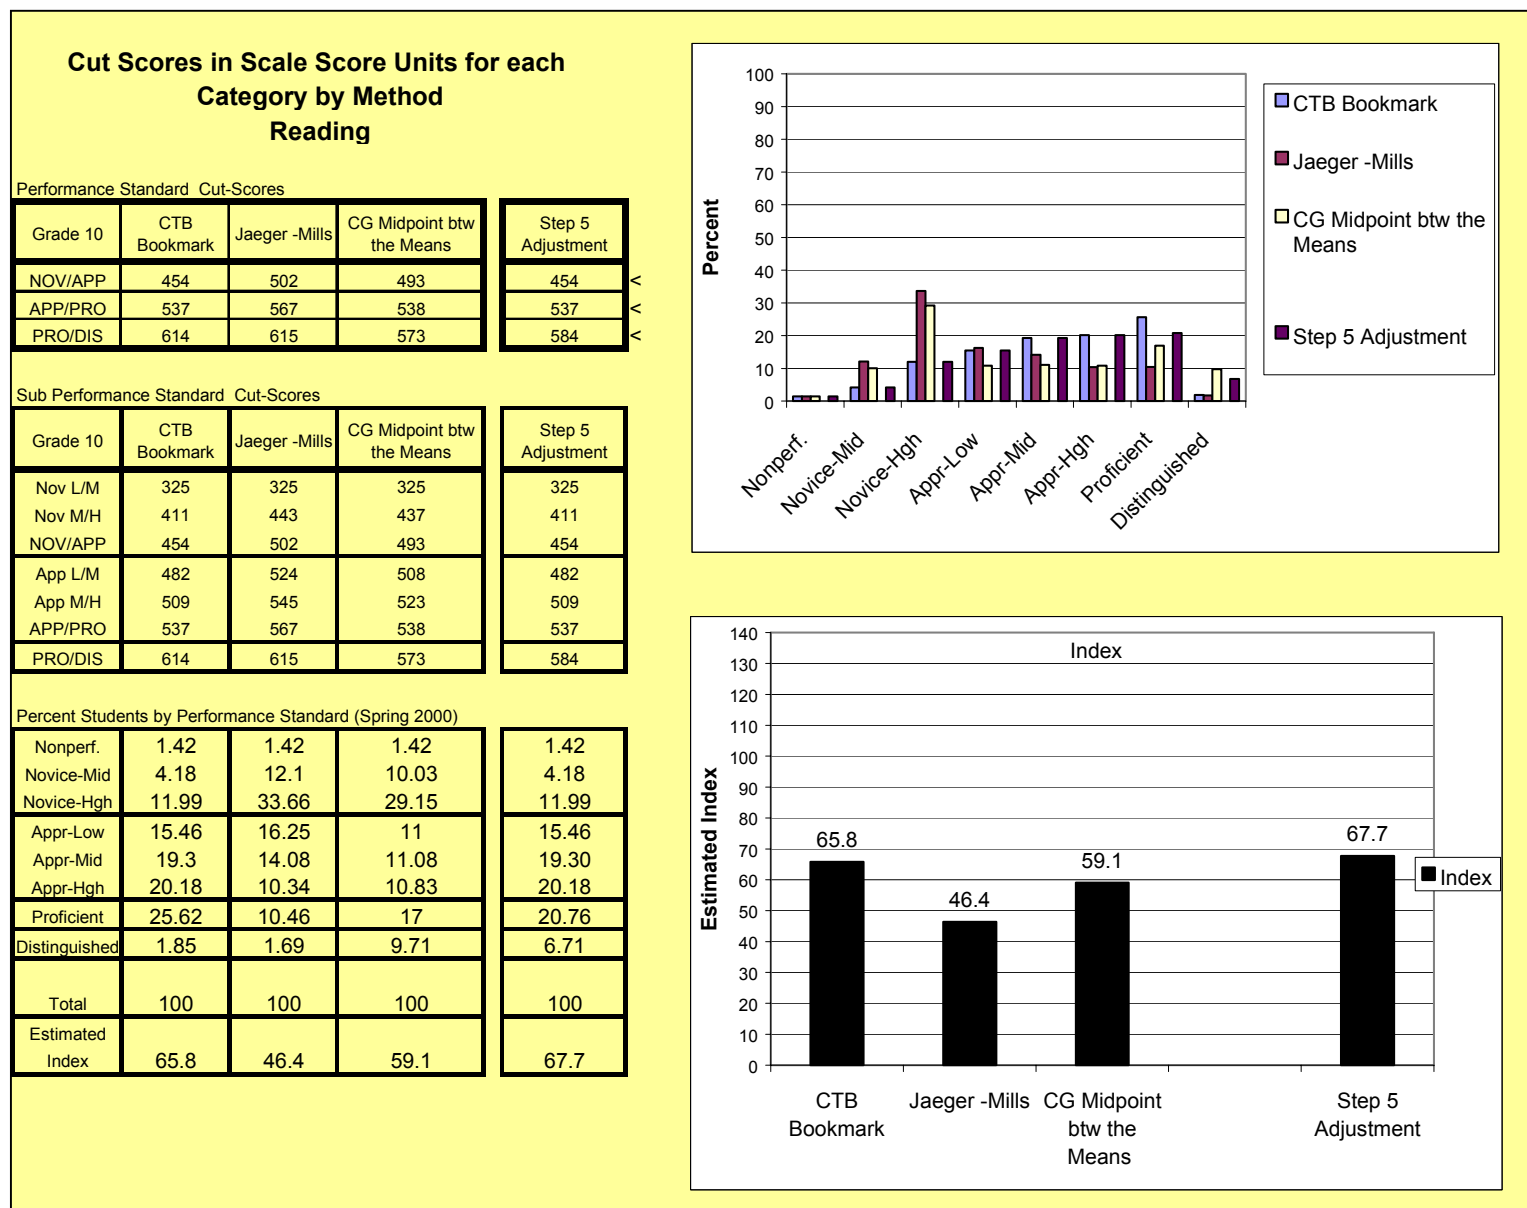 Cut Scores in Scale Score Units for each
Category by Method
Reading
Performance Standard Cut-Scores
Grade 10 CTB Bookmark Jaeger -Mills CG Midpoint btw the Means Step 5 Adjustment
NOV/APP 454 502 493 454 <
APP/PRO 537 567 538 537 <
PRO/DIS 614 615 573 584 <
Sub Performance Standard Cut-Scores
Grade 10 CTB Bookmark Jaeger -Mills CG Midpoint btw the Means Step 5 Adjustment
Nov L/M 325 325 325 325
Nov M/H 411 443 437 411
NOV/APP 454 502 493 454
App L/M 482 524 508 482
App M/H 509 545 523 509
APP/PRO 537 567 538 537
PRO/DIS 614 615 573 584
Percent Students by Performance Standard (Spring 2000)
Nonperf. 1.42 1.42 1.42 1.42
Novice-Mid 4.18 12.1 10.03 4.18
Novice-Hgh 11.99 33.66 29.15 11.99
Appr-Low 15.46 16.25 11 15.46
Appr-Mid 19.3 14.08 11.08 19.30
Appr-Hgh 20.18 10.34 10.83 20.18
Proficient 25.62 10.46 17 20.76
Distinguished 1.85 1.69 9.71 6.71
Total 100 100 100 100
Estimated
Index 65.8 46.4 59.1 67.7
Percent
100
90
80
70
60
50
40
30
20
10
0
Nonperf.
Novice-Mid
Novice-Hgh
Appr-Low
Appr-Mid
Appr-Hgh
Proficient
Distinguished
CTB Bookmark
Jaeger -Mills
CG Midpoint btw the
Means
Step 5 Adjustment
Index
Estimated Index
140
130
120
110
100
90
80
70
60
50
40
30
20
10
0
65.8
46.4
59.1
67.7
Index
CTB
Bookmark
Jaeger -Mills
CG Midpoint
btw the
Means
Step 5
Adjustment